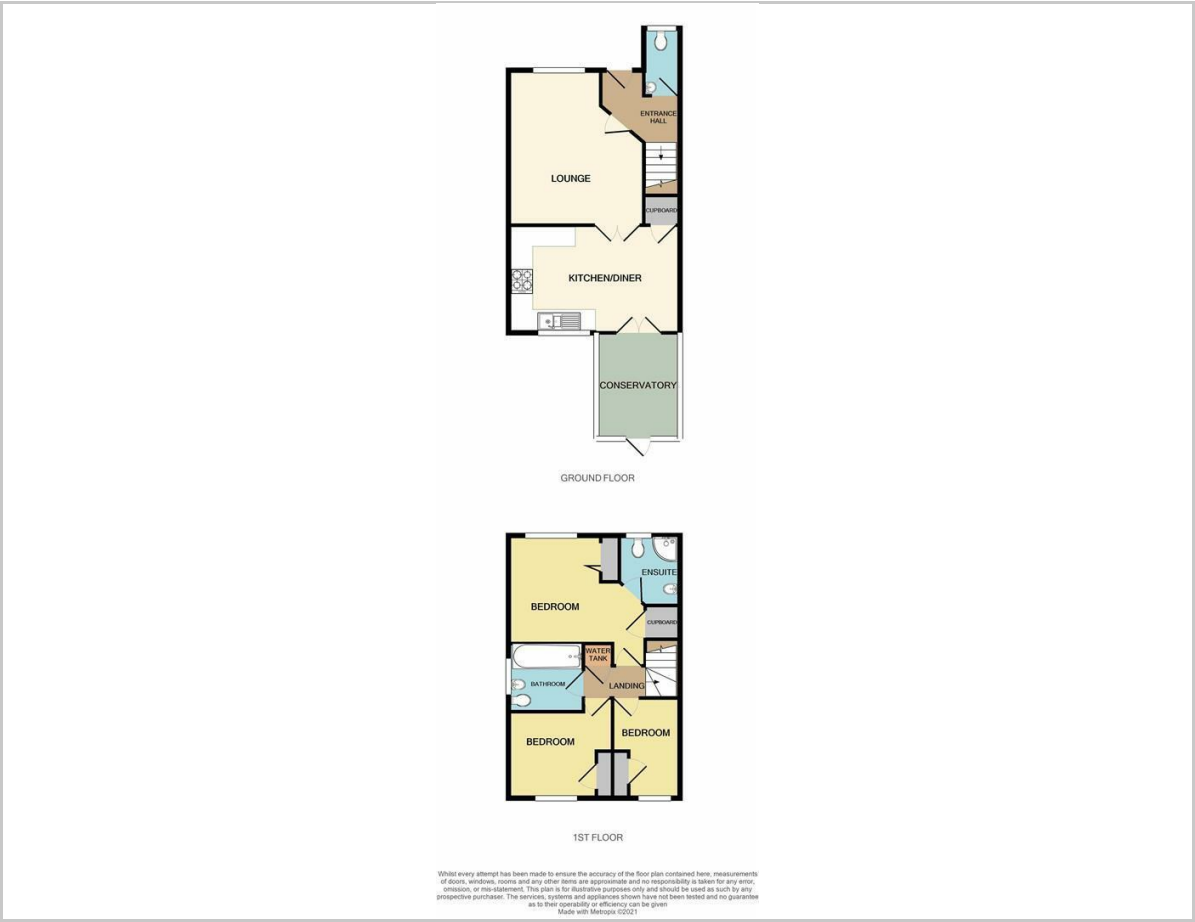 ENTRANCE
HALL
LOUNGE
CUPBOARD
KITCHEN/DINER
CONSERVATORY
GROUND FLOOR
ENSUITE
BEDROOM
CUPBOARD
WATER
TANK
BATHROOM
LANDING
BEDROOM
BEDROOM
1ST FLOOR
Whilst every attempt has been made to ensure the accuracy of the floor plan contained here, measurements
of doors, windows, rooms and any other items are approximate and no responsibility is taken for any error,
omission, or mis-statement. This plan is for illustrative purposes only and should be used as such by any
prospective purchaser. The services, systems and appliances shown have not been tested and no guarantee
as to their operability or efficiency can be given
Made with Metropix ©2021